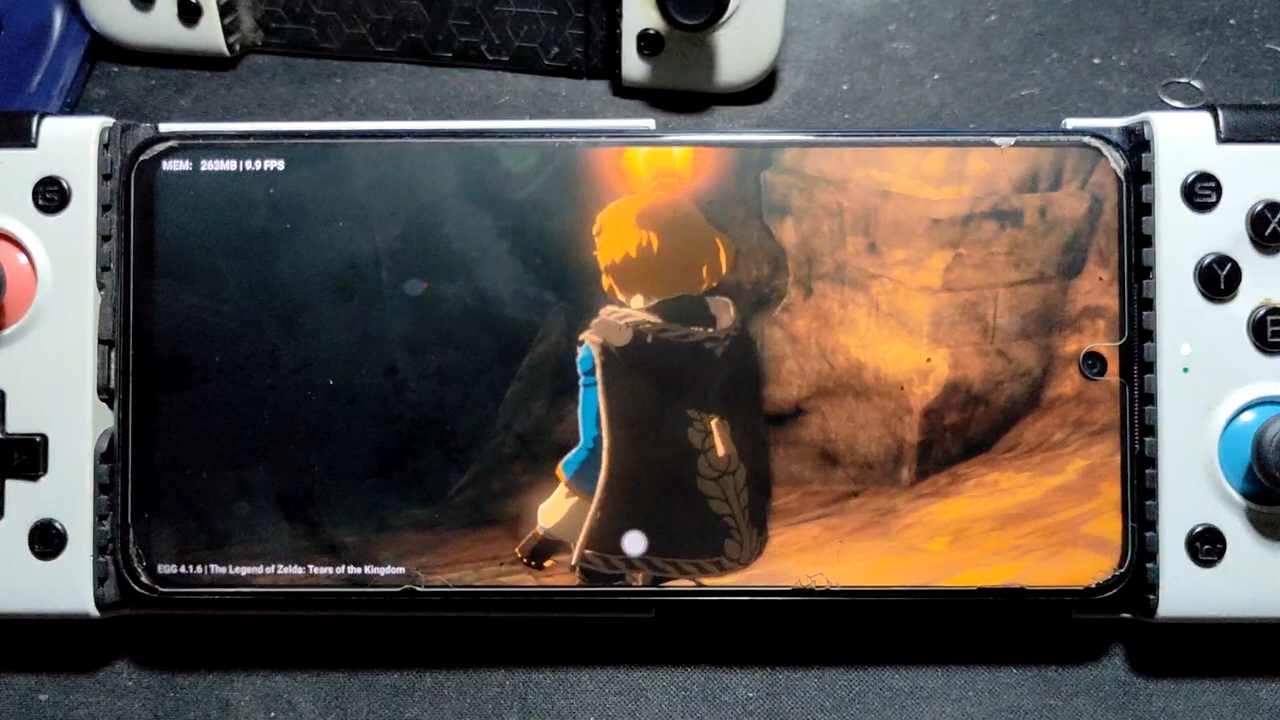 MEM: 263MB | 9.9 FPS
G
S
X
Y
EGG 4.1.6 | The Legend of Zelda: Tears of the Kingdom